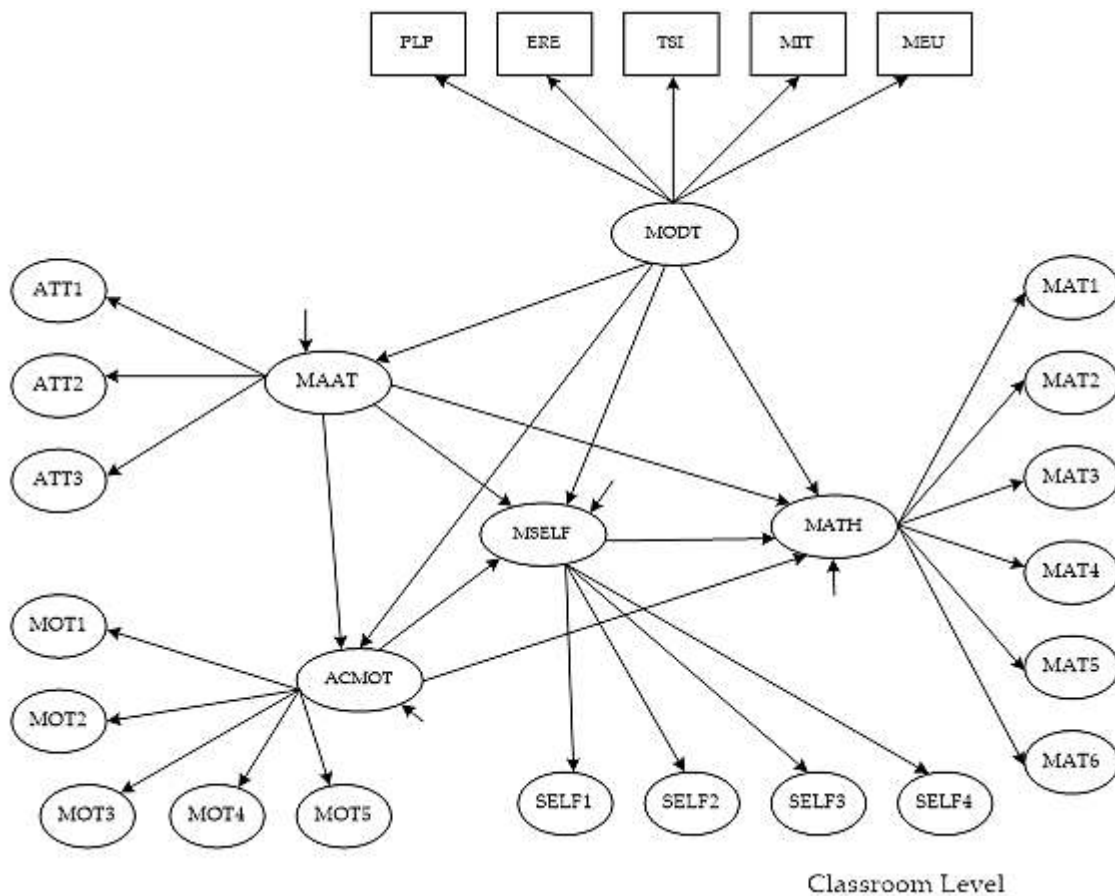 PLP
ERE
TSI
MIT
MEU
MODT
ATT1
MAT1
ATT2
MAAT
MAT2
ATT3
MAT3
MSELF
MATH
MAT4
MOT1
ACMOT
MAT5
MOT2
MAT6
MOT3
MOT4
MOT5
SELF1
SELF2
SELF3
SELF4
Classroom Level